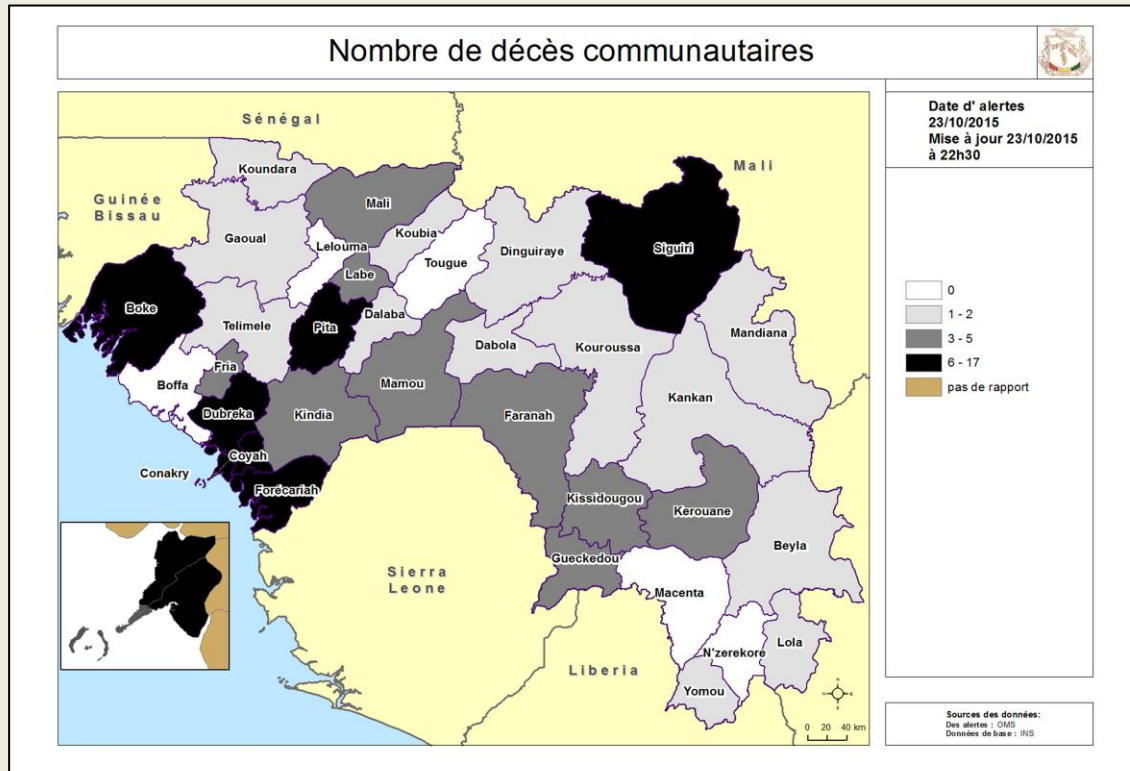 Nombre de décès communautaires
Date d' alertes
23/10/2015
Mise à jour 23/10/2015
à 22h30
Sénégal
Mali
Guinée
Bissau
Koundara
Mali
Gaoual
Koubia
Lelouma
Tougue
Dinguiraye
Siguiri
Labe
Boke
Telimele
Pita
Dalaba
Dabola
Kouroussa
Mandiana
Fria
Boffa
Mamou
Kankan
Dubreka
Kindia
Faranah
Coyah
Conakry
Forécariah
Kissidougou
Kerouane
Gueckedou
Beyla
Sierra
Leone
Macenta
N'zerekore
Lola
Liberia
Yomou
0
1 - 2
3 - 5
6 - 17
pas de rapport
0 20 40 km
Sources des données:
Des alertes : OMS
Données de base : INS